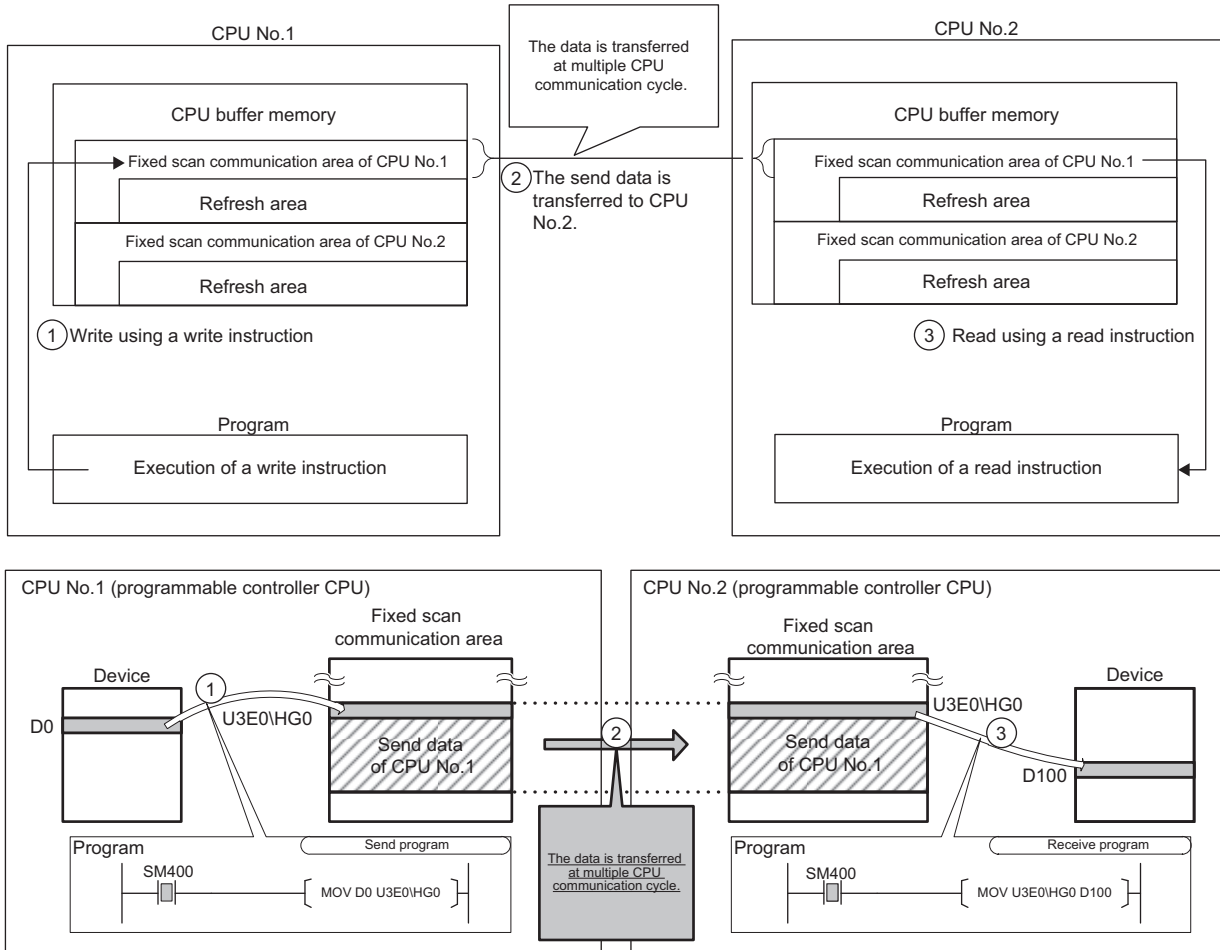 CPU No.1
The data is transferred
at multiple CPU
communication cycle.
CPU No.2
CPU buffer memory
CPU buffer memory
Fixed scan communication area of CPU No.1
Fixed scan communication area of CPU No.1
2 The send data is
transferred to CPU
No.2.
Refresh area
Refresh area
Fixed scan communication area of CPU No.2
Fixed scan communication area of CPU No.2
Refresh area
Refresh area
1 Write using a write instruction
3 Read using a read instruction
Program
Program
Execution of a write instruction
Execution of a read instruction
CPU No.1 (programmable controller CPU)
CPU No.2 (programmable controller CPU)
Fixed scan
communication area
Fixed scan
communication area
Device
Device
1
U3E0\HG0
U3E0\HG0
D0
2
3
Send data
of CPU No.1
Send data
of CPU No.1
D100
Program
Send program
SM400
MOV D0 U3E0\HG0
The data is transferred
at multiple CPU
communication cycle.
Program
Receive program
SM400
MOV U3E0\HG0 D100